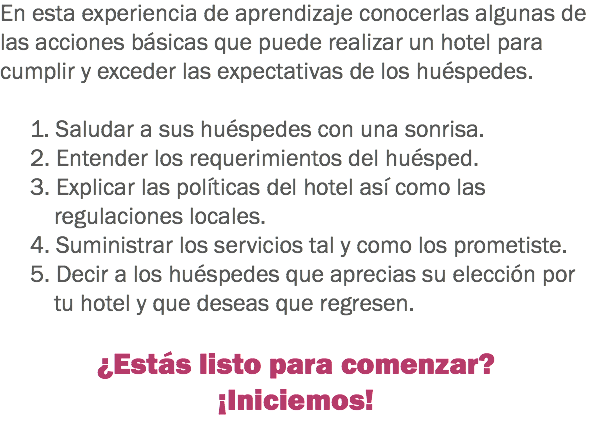 En esta experiencia de aprendizaje conocerlas algunas de
las acciones básicas que puede realizar un hotel para
cumplir y exceder las expectativas de los huéspedes.
1. Saludar a sus huéspedes con una sonrisa.
2. Entender los requerimientos del huésped.
3. Explicar las políticas del hotel así como las
regulaciones locales.
4. Suministrar los servicios tal y como los prometiste.
5. Decir a los huéspedes que aprecias su elección por
tu hotel y que deseas que regresen.
¿Estás listo para comenzar?
¡Iniciemos!